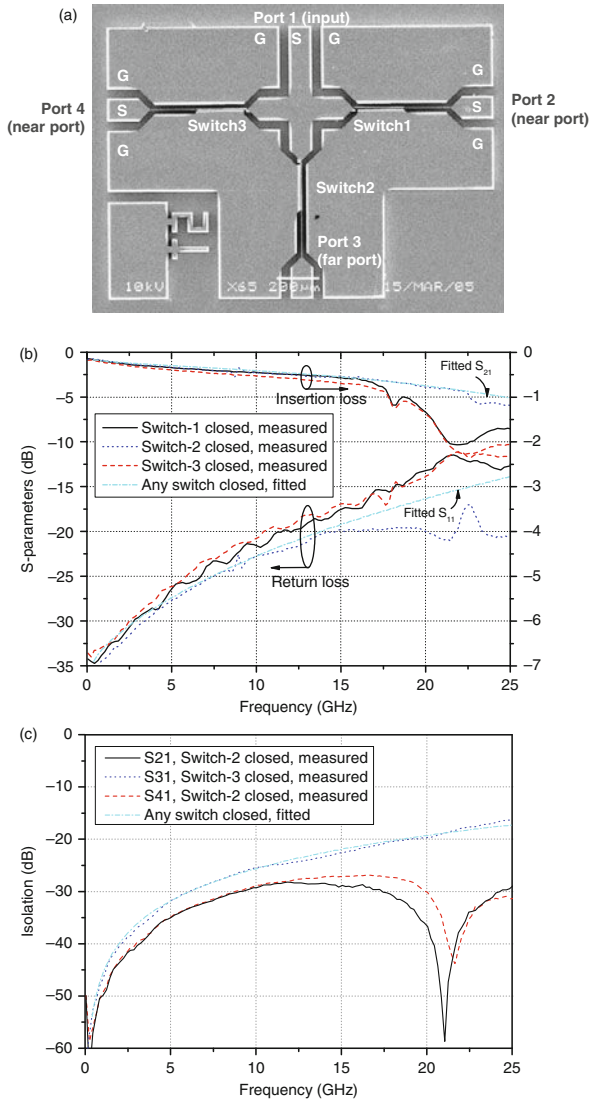 (a)
Port 1 (input)
G
S
G
G
G
Port 4
(near port)
S
S
Port 2
(near port)
Switch3
Switch1
G
G
Switch2
Port 3
(far port)
10kV
X65
200μm
15/MAR/05
(b)
0
−5
−10
−15
−20
−25
−30
−35
S-parameters (dB)
0
−1
−2
−3
−4
−5
−6
−7
Fitted S21
Insertion loss
Switch-1 closed, measured
Switch-2 closed, measured
Switch-3 closed, measured
Any switch closed, fitted
Fitted S11
Return loss
0 5 10 15 20 25
Frequency (GHz)
(c)
0
−10
−20
−30
−40
−50
−60
Isolation (dB)
S21, Switch-2 closed, measured
S31, Switch-3 closed, measured
S41, Switch-2 closed, measured
Any switch closed, fitted
0 5 10 15 20 25
Frequency (GHz)